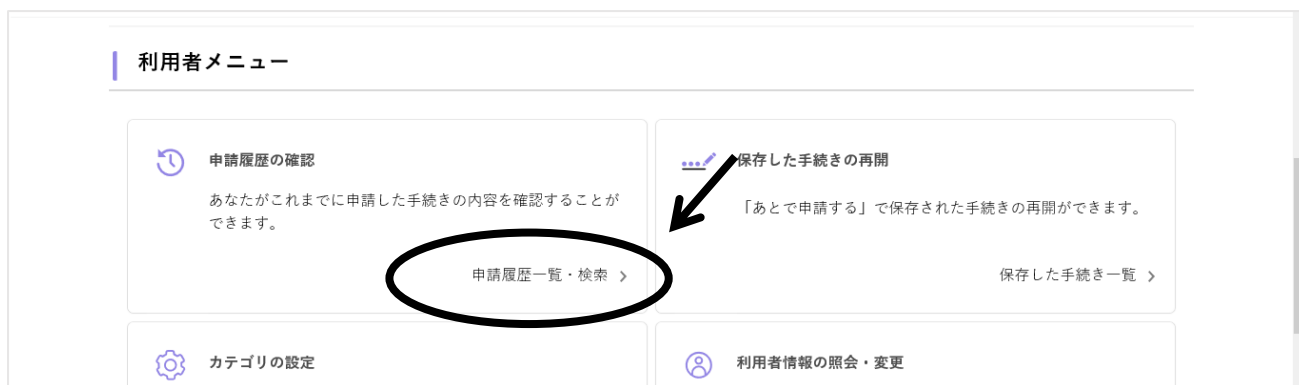 利用者メニュー
申請履歴の確認
あなたがこれまでに申請した手続きの内容を確認することが
できます。
申請履歴一覧・検索
保存した手続きの再開
「あとで申請する」で保存された手続きの再開ができます。
保存した手続き一覧
カテゴリの設定
利用者情報の照会・変更